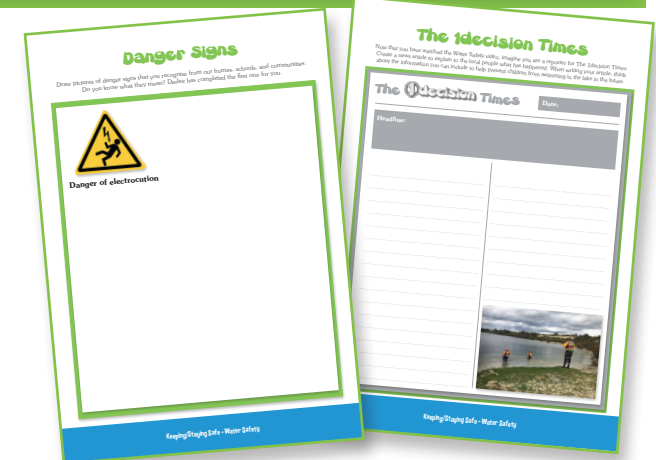 Danger Signs
Draw pictures of danger signs that you recognise from our homes, schools, and communities.
Do you know what they mean? Darlee has completed the first one for you.
Danger of electrocution
Keeping/Staying Safe - Water Safety
The 1decision Times
Now that you have watched the Water Safety video, imagine you are a reporter for The 1decision Times.
Create a news article to explain to the local people what has happened. When writing your article, think
about the information you can include to help prevent children from swimming in the lake in the future.
The 1decision Times
Date:
Headline:
Keeping/Staying Safe - Water Safety